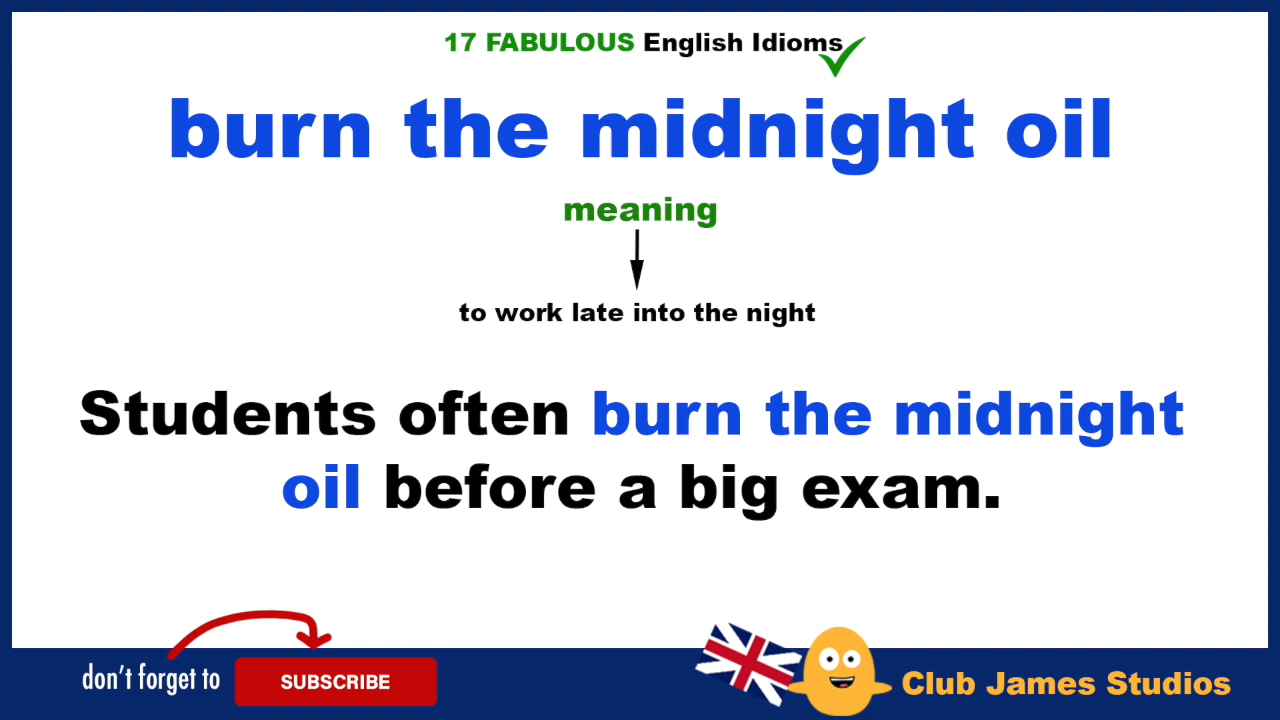 17 FABULOUS English Idioms
burn the midnight oil
meaning
to work late into the night
Students often burn the midnight
oil before a big exam.
don't forget to
SUBSCRIBE
Club James Studios